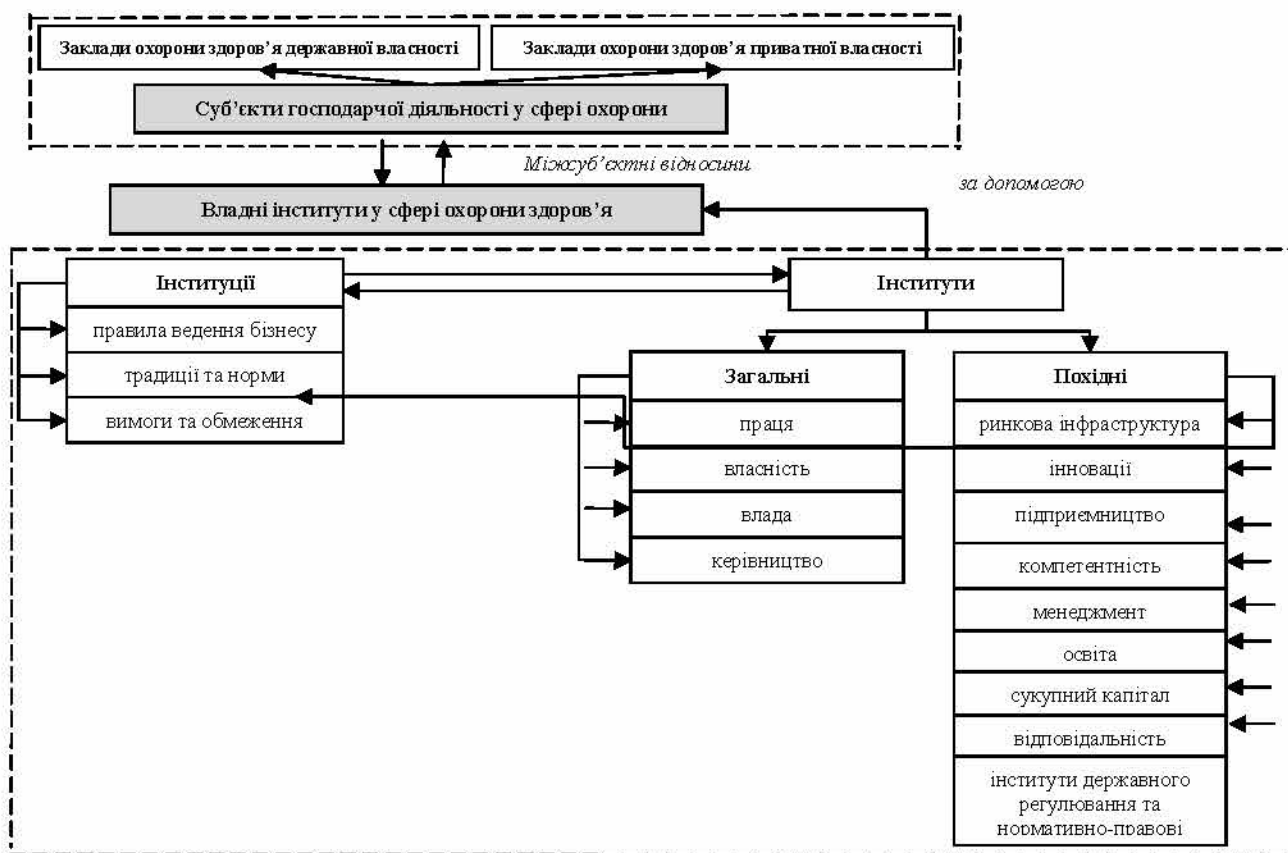 Заклади охорони здоров’я державної власності
Заклади охорони здоров’я приватної власності
Суб’єкти господарчої діяльності у сфері охорони
Міжсуб’єктні відносини
за допомогою
Владні інститути у сфері охорони здоров’я
Інституції
правила ведення бізнесу
традиції та норми
вимоги та обмеження
Інститути
Загальні
праця
власність
влада
керівництво
Похідні
ринкова інфраструктура
інновації
підприємництво
компетентність
менеджмент
освіта
сукупний капітал
відповідальність
інститути державного
регулювання та
нормативно-правові